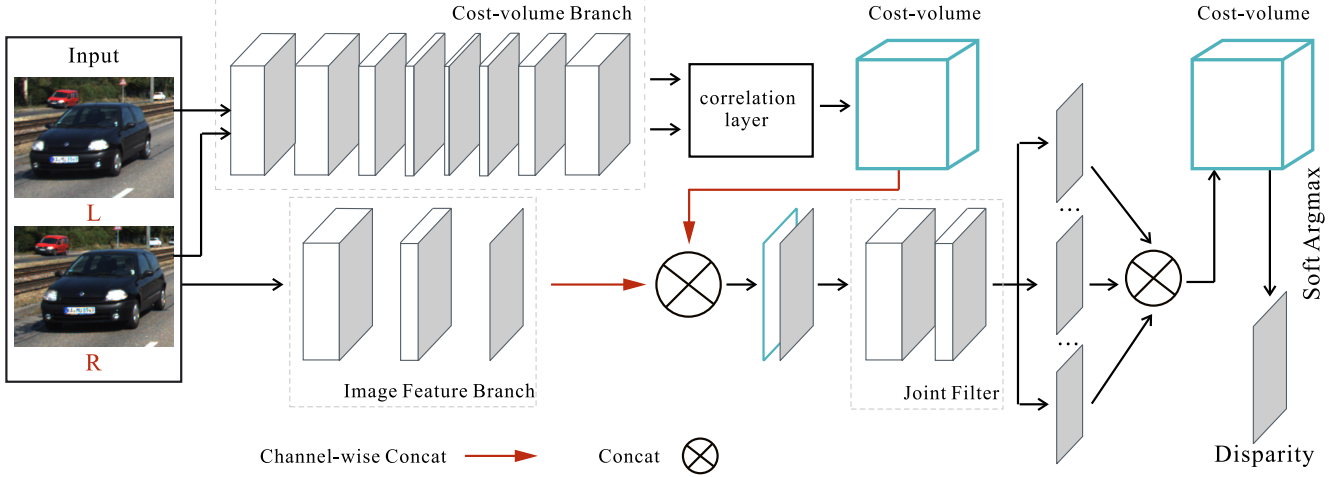 Cost-volume Branch
Cost-volume
Cost-volume
Input
L
R
correlation
layer
...
...
Soft Argmax
Image Feature Branch
Joint Filter
Channel-wise Concat
Concat
Disparity